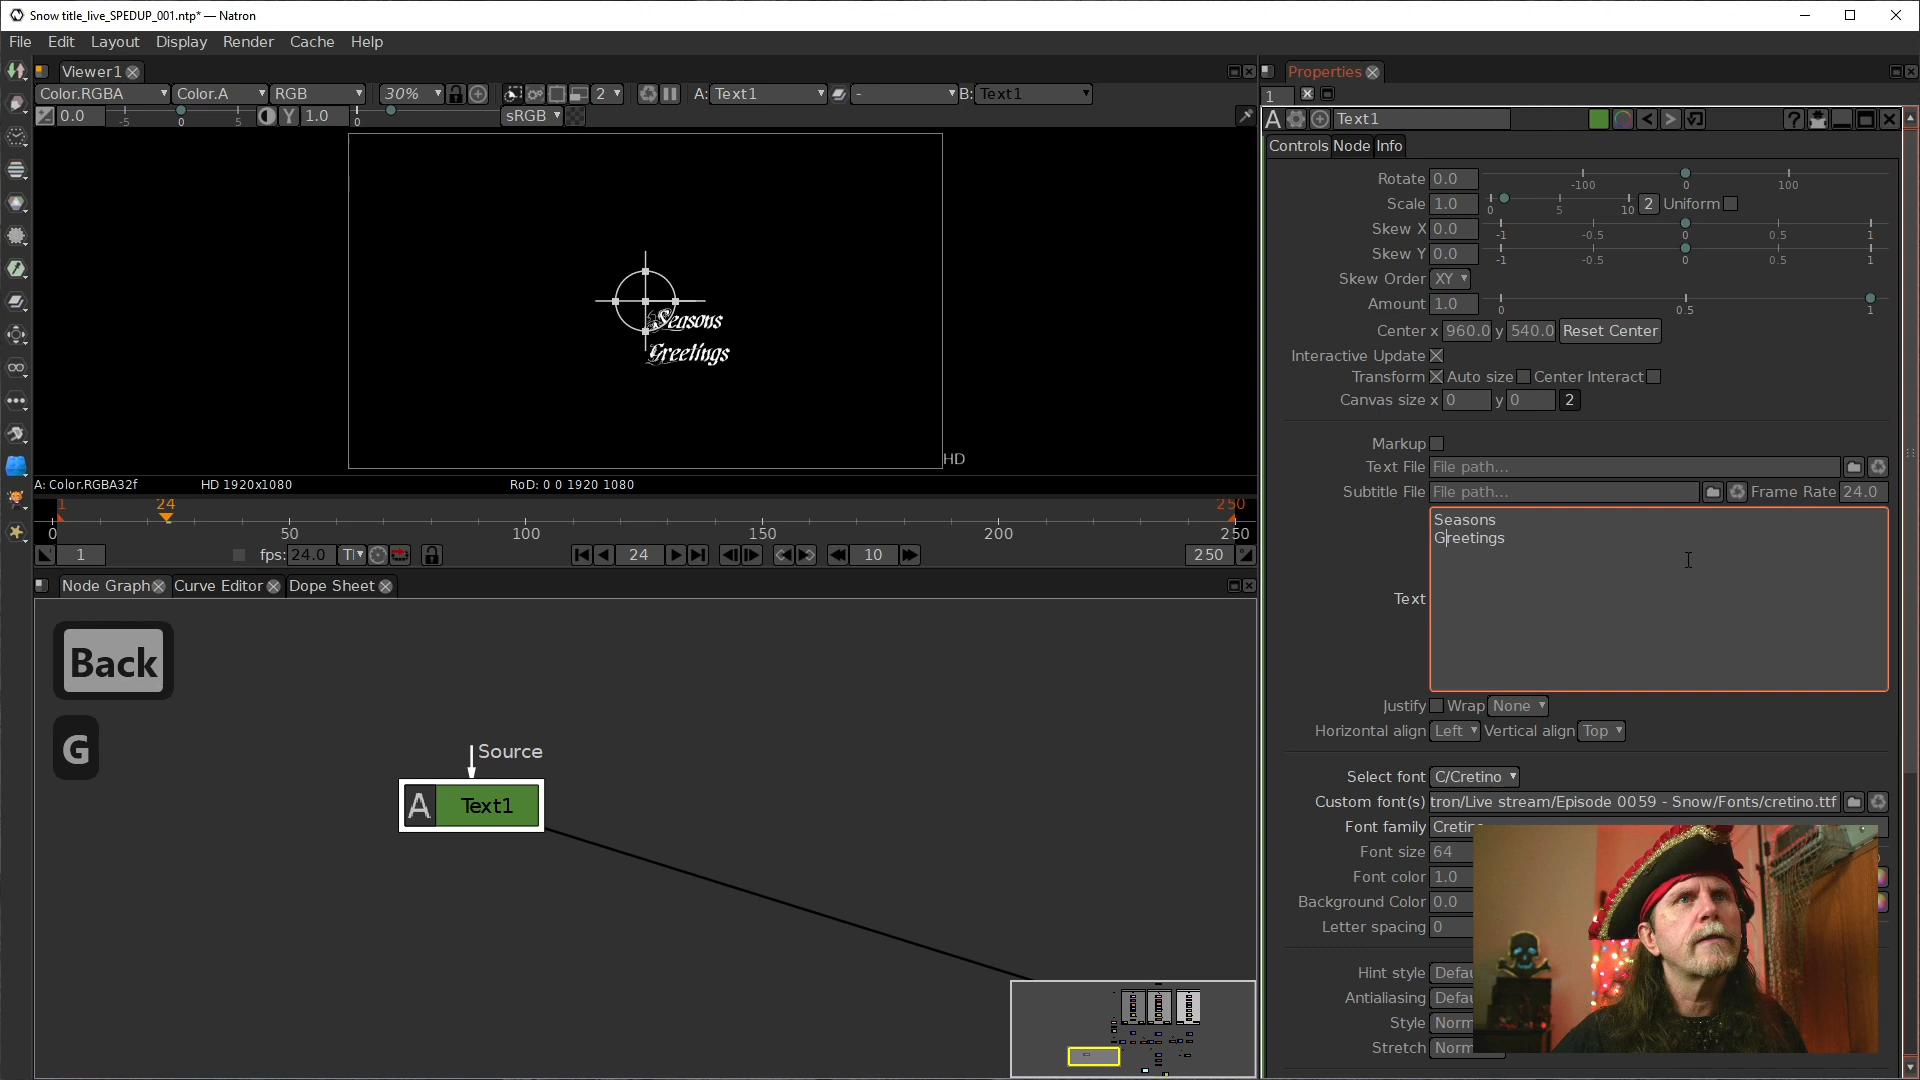 Snow title_live_SPEDUP_001.ntp* — Natron
File Edit Layout Display Render Cache Help
Viewer1
Color.RGBA Color.A RGB 30% 2 A: Text1 - B: Text1
0.0 -5 0 5 Y 1.0 0 sRGB
Seasons
Greetings
HD
A: Color.RGBA32f HD 1920x1080 RoD: 0 0 1920 1080
1 24 250
0 50 100 150 200 250
1 fps: 24.0 24 10 250
Node Graph Curve Editor Dope Sheet
Back
G
Source
A Text1
Properties
1
A Text1 ?
Controls Node Info
Rotate 0.0 -100 0 100
Scale 1.0 0 5 10 2 Uniform
Skew X 0.0 -1 -0.5 0 0.5 1
Skew Y 0.0 -1 -0.5 0 0.5 1
Skew Order XY
Amount 1.0 0 0.5 1
Center x 960.0 y 540.0 Reset Center
Interactive Update
Transform Auto size Center Interact
Canvas size x 0 y 0 2
Markup
Text File File path...
Subtitle File File path... Frame Rate 24.0
Seasons
Greetings
Text
Justify Wrap None
Horizontal align Left Vertical align Top
Select font C/Cretino
Custom font(s) tron/Live stream/Episode 0059 - Snow/Fonts/cretino.ttf
Font family Cretino
Font size 64
Font color 1.0
Background Color 0.0
Letter spacing 0
Hint style Defau
Antialiasing Defau
Style Norm
Stretch Norm